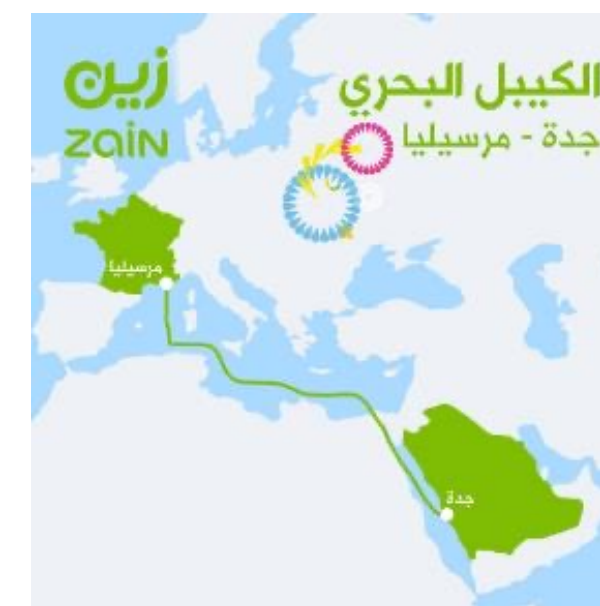 الكيبل البحري
جدة - مرسيليا
زين
zain
مرسيليا
جدة